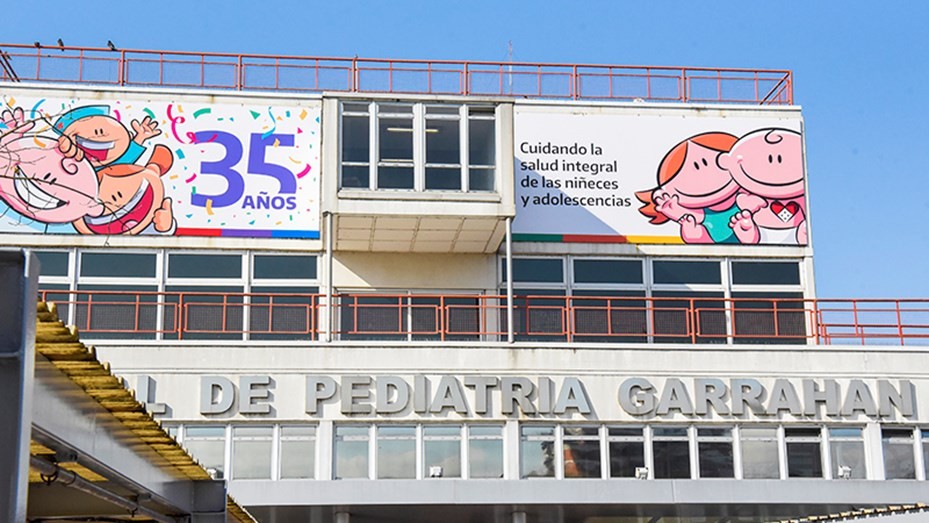 35
AÑOS
Cuidando la
salud integral
de las niñeces
y adolescencias
L DE PEDIATRIA GARRAHAN